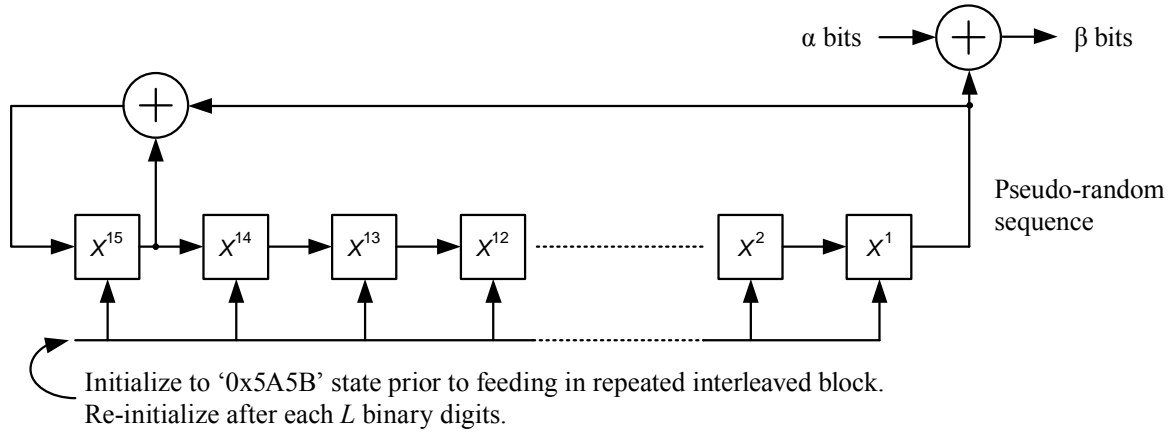 α bits
+
β bits
+
Pseudo-random
sequence
X¹⁵
X¹⁴
X¹³
X¹²
X²
X¹
Initialize to ‘0x5A5B’ state prior to feeding in repeated interleaved block.
Re-initialize after each L binary digits.